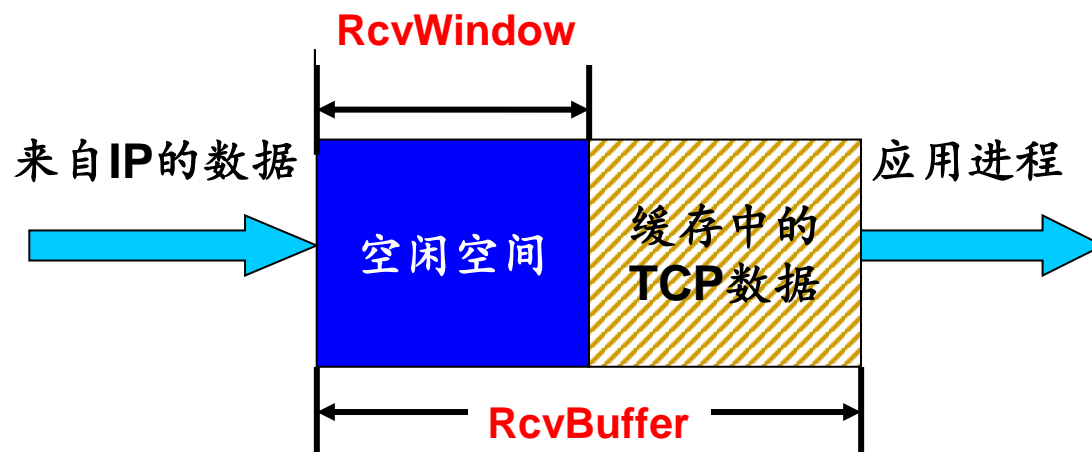 RcvWindow
来自IP的数据
应用进程
空闲空间
缓存中的
TCP数据
RcvBuffer